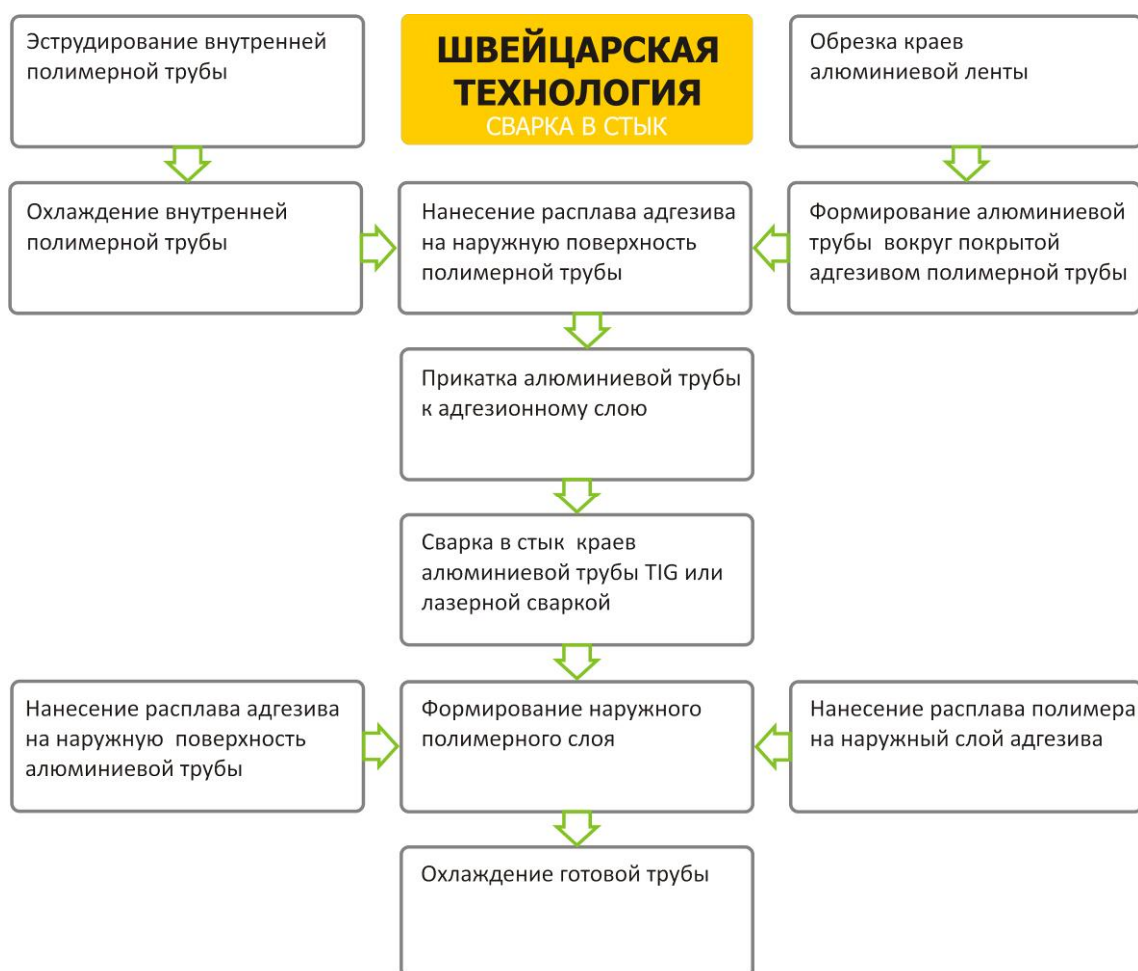 Эструдирование внутренней
полимерной трубы
ШВЕЙЦАРСКАЯ
ТЕХНОЛОГИЯ
СВАРКА В СТЫК
Обрезка краев
алюминиевой ленты
Охлаждение внутренней
полимерной трубы
Нанесение расплава адгезива
на наружную поверхность
полимерной трубы
Формирование алюминиевой
трубы вокруг покрытой
адгезивом полимерной трубы
Прикатка алюминиевой трубы
к адгезионному слою
Сварка в стык краев
алюминиевой трубы TIG или
лазерной сваркой
Нанесение расплава адгезива
на наружную поверхность
алюминиевой трубы
Формирование наружного
полимерного слоя
Нанесение расплава полимера
на наружный слой адгезива
Охлаждение готовой трубы